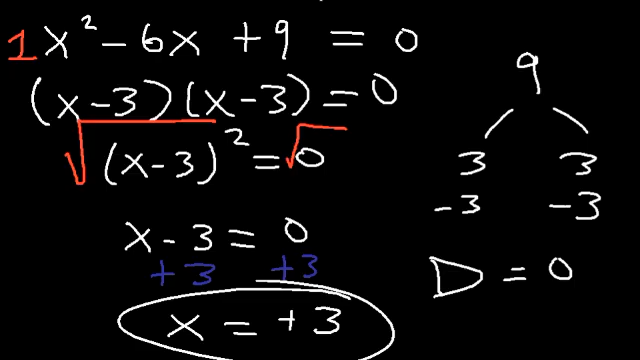 1x² - 6x + 9 = 0
(x - 3)(x - 3) = 0
√(x - 3)² = √0
x - 3 = 0
+3 +3
x = +3
9
3 3
-3 -3
D = 0